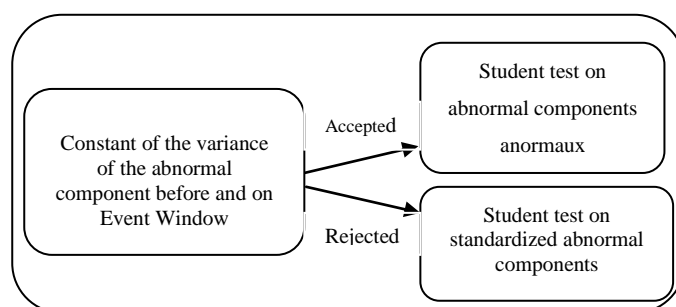 Constant of the variance
of the abnormal
component before and on
Event Window
Accepted
Student test on
abnormal components
anormaux
Rejected
Student test on
standardized abnormal
components